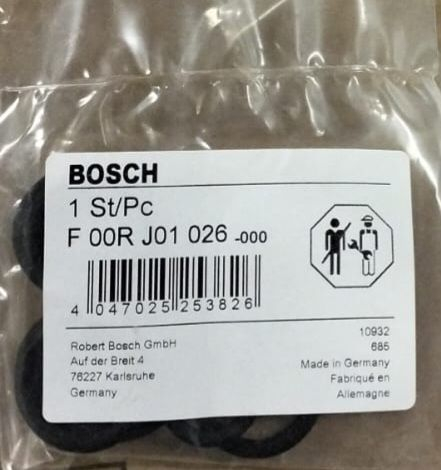 BOSCH
1 St/Pc
F 00R J01 026 -000
4 047025 253826
Robert Bosch GmbH
Auf der Breit 4
76227 Karlsruhe
Germany
10932
685
Made in Germany
Fabriqué en
Allemagne